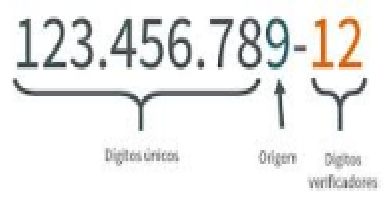 123.456.789-12
Dígitos únicos
Origem
Dígitos
verificadores